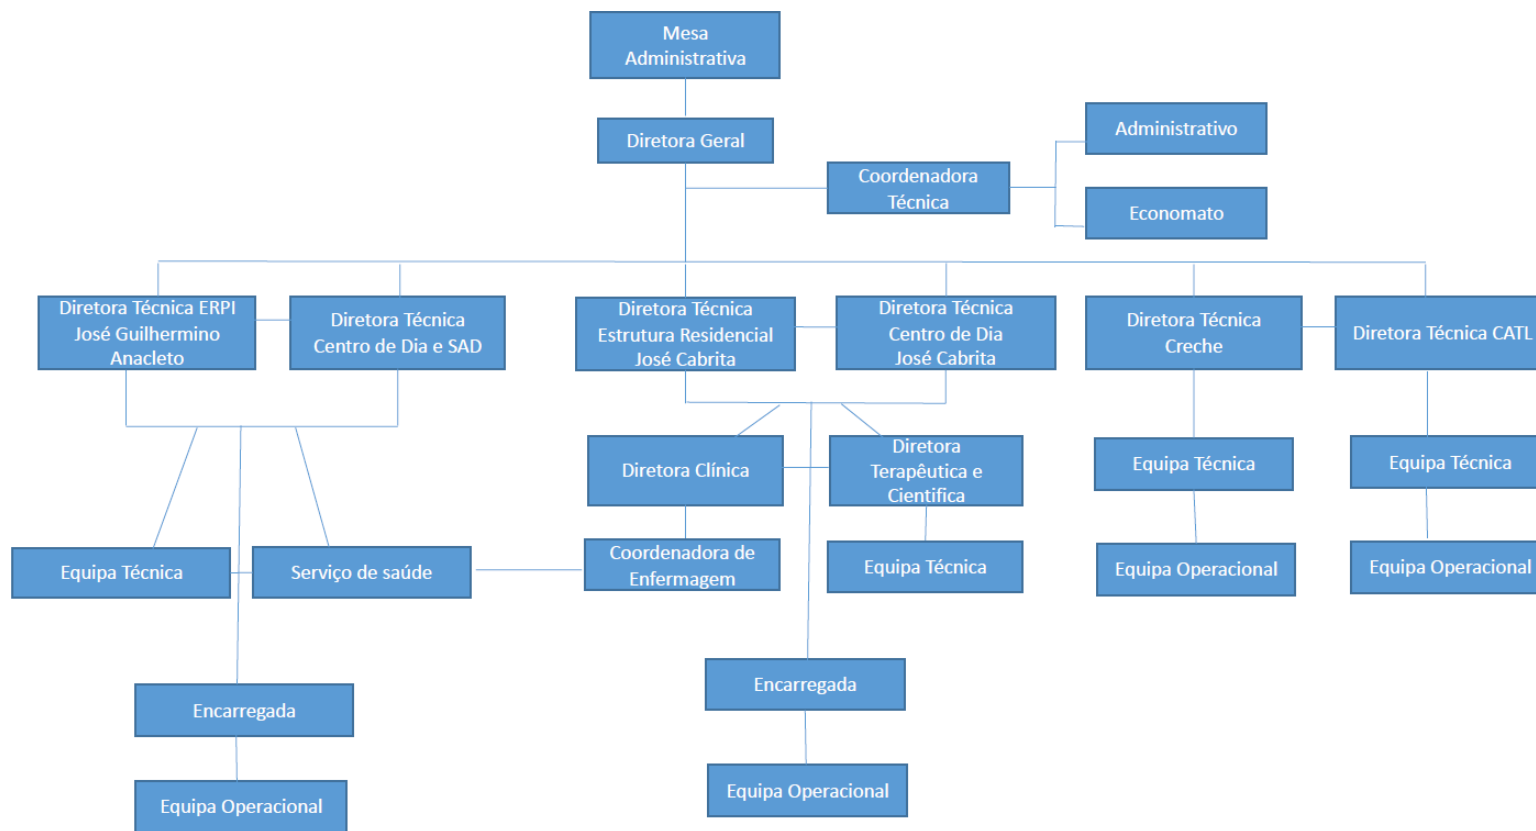 Mesa
Administrativa
Diretora Geral
Administrativo
Coordenadora
Técnica
Economato
Diretora Técnica ERPI
José Guilhermino
Anacleto
Diretora Técnica
Centro de Dia e SAD
Diretora Técnica
Estrutura Residencial
José Cabrita
Diretora Técnica
Centro de Dia
José Cabrita
Diretora Técnica
Creche
Diretora Técnica CATL
Diretora Clínica
Diretora
Terapêutica e
Cientifica
Equipa Técnica
Equipa Técnica
Equipa Técnica
Serviço de saúde
Coordenadora de
Enfermagem
Equipa Técnica
Equipa Operacional
Equipa Operacional
Encarregada
Encarregada
Equipa Operacional
Equipa Operacional